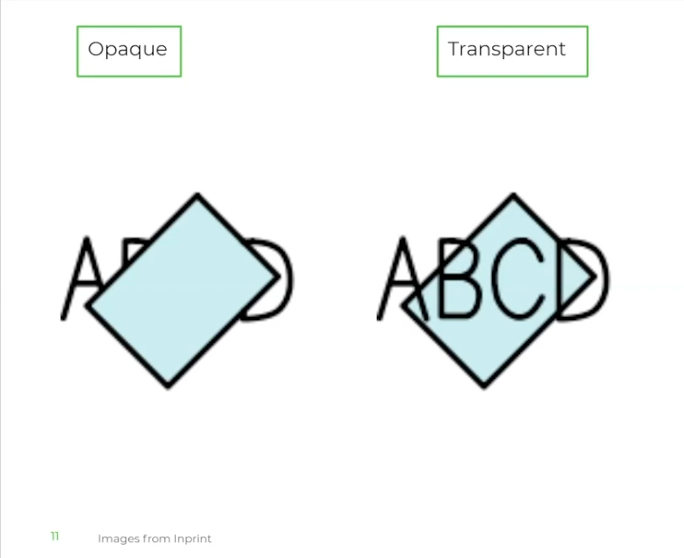 Opaque
Transparent
A D
ABCD
11
Images from Inprint